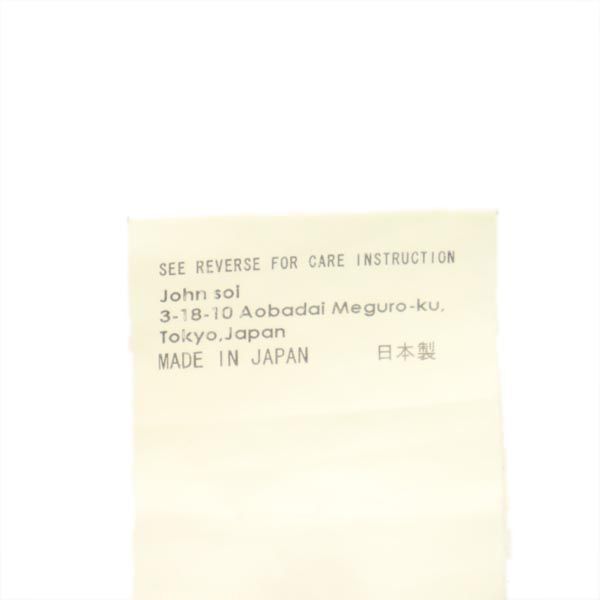 SEE REVERSE FOR CARE INSTRUCTION
John sol
3-18-10 Aobadai Meguro-ku,
Tokyo,Japan
MADE IN JAPAN 日本製